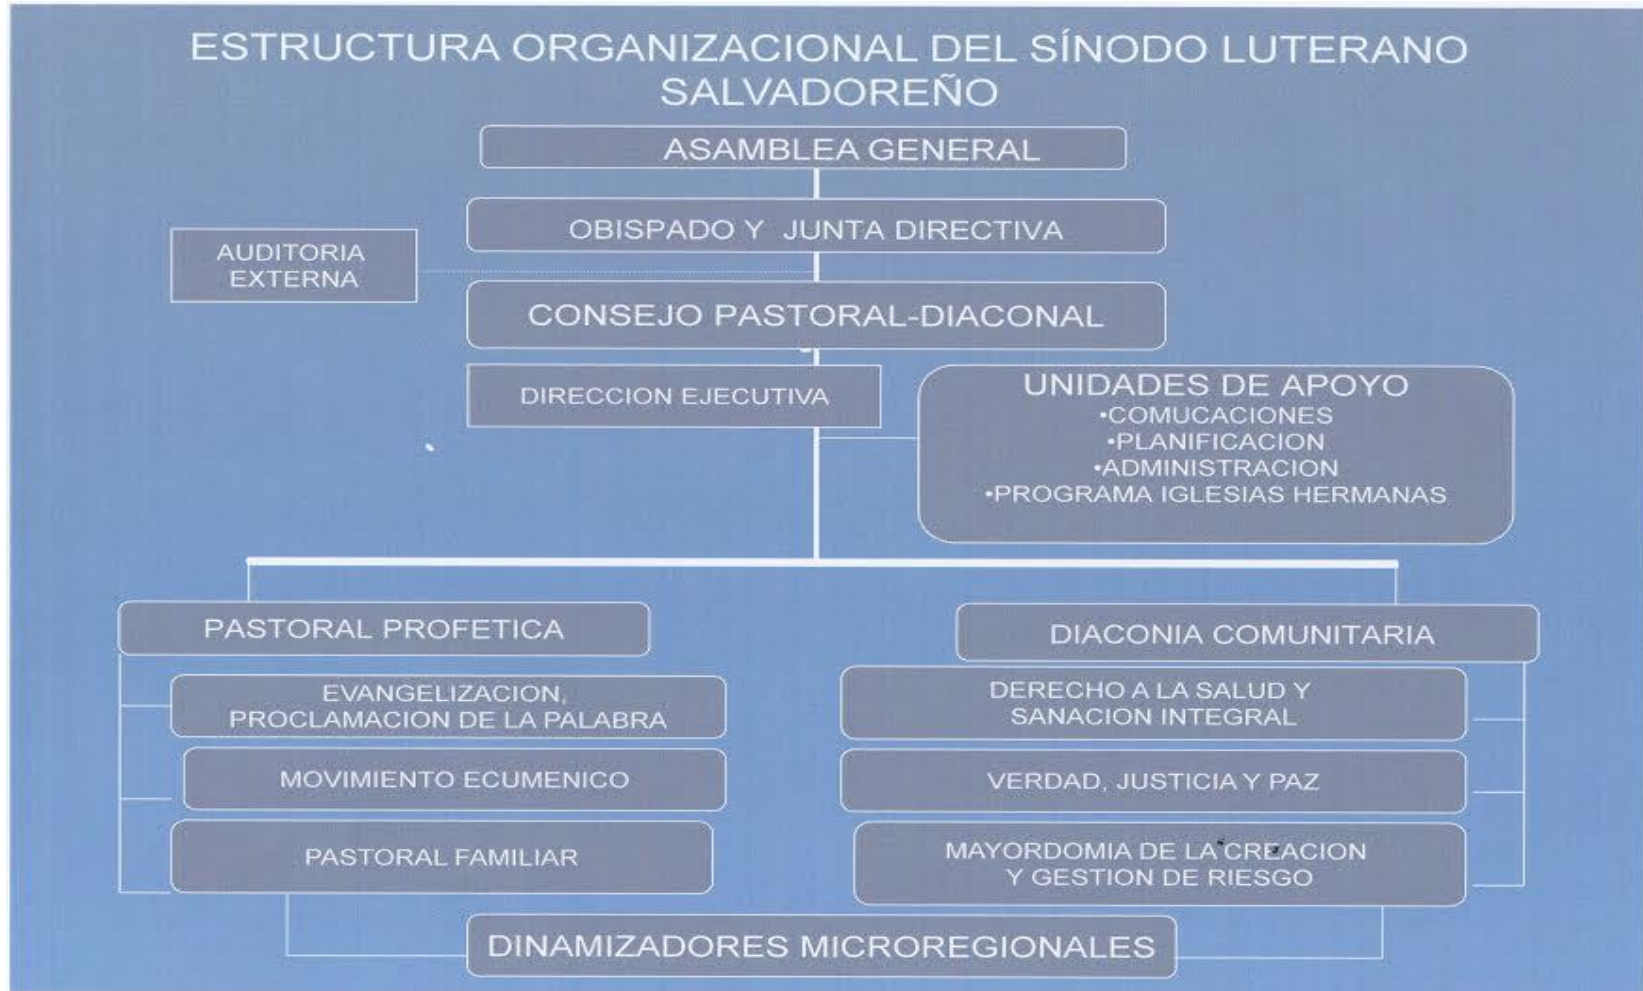 ESTRUCTURA ORGANIZACIONAL DEL SÍNODO LUTERANO
SALVADOREÑO
ASAMBLEA GENERAL
OBISPADO Y JUNTA DIRECTIVA
AUDITORIA
EXTERNA
CONSEJO PASTORAL-DIACONAL
DIRECCION EJECUTIVA
UNIDADES DE APOYO
•COMUCACIONES
•PLANIFICACION
•ADMINISTRACION
•PROGRAMA IGLESIAS HERMANAS
PASTORAL PROFETICA
EVANGELIZACION,
PROCLAMACION DE LA PALABRA
MOVIMIENTO ECUMENICO
PASTORAL FAMILIAR
DIACONIA COMUNITARIA
DERECHO A LA SALUD Y
SANACION INTEGRAL
VERDAD, JUSTICIA Y PAZ
MAYORDOMIA DE LA CREACION
Y GESTION DE RIESGO
DINAMIZADORES MICROREGIONALES